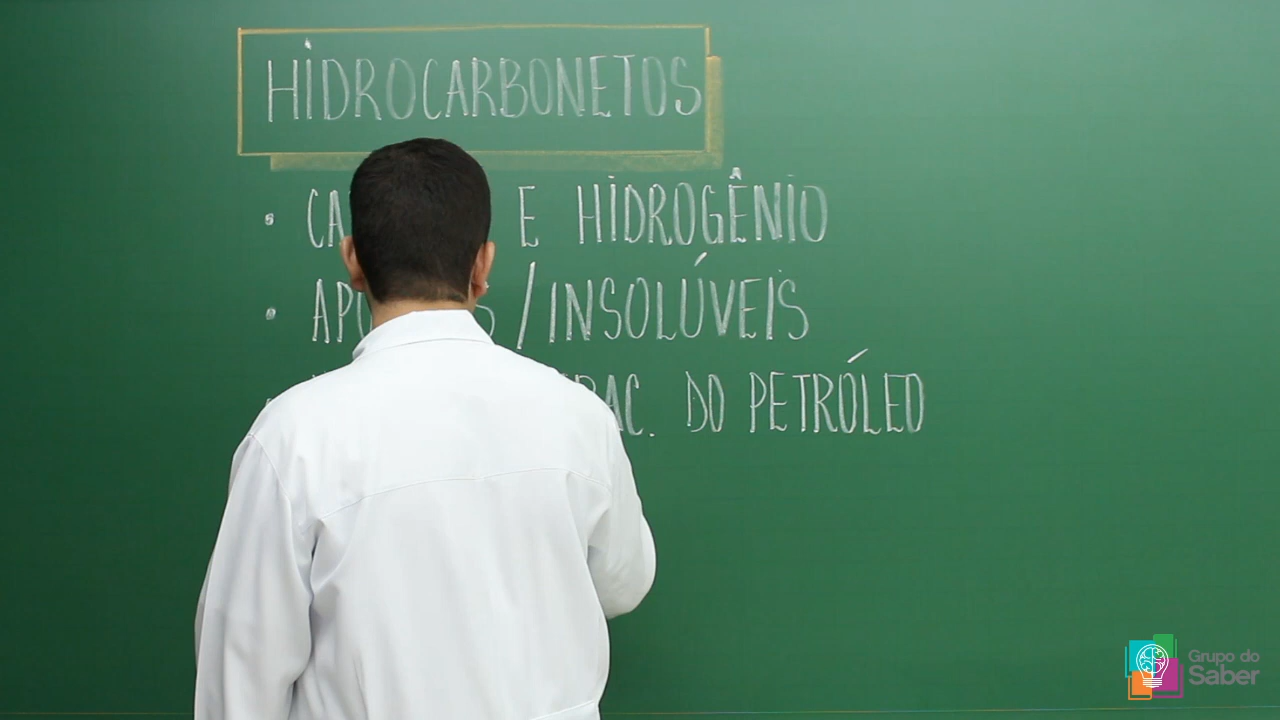 HIDROCARBONETOS
• E HIDROGÊNIO
• /INSOLÚVEIS
DO PETRÓLEO
Grupo do
Saber